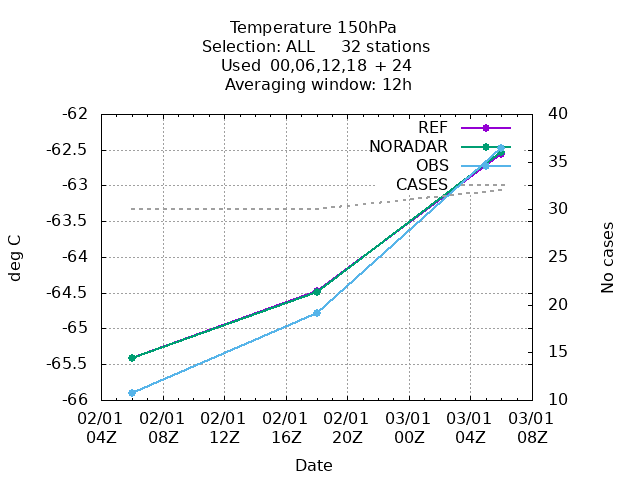 Temperature 150hPa
Selection: ALL 32 stations
Used 00,06,12,18 + 24
Averaging window: 12h
-62
-62.5
-63
-63.5
-64
-64.5
-65
-65.5
-66
deg C
REF
NORADAR
OBS
CASES
40
35
30
25
20
15
10
No cases
02/01 02/01 02/01 02/01 02/01 03/01 03/01 03/01
04Z 08Z 12Z 16Z 20Z 00Z 04Z 08Z
Date